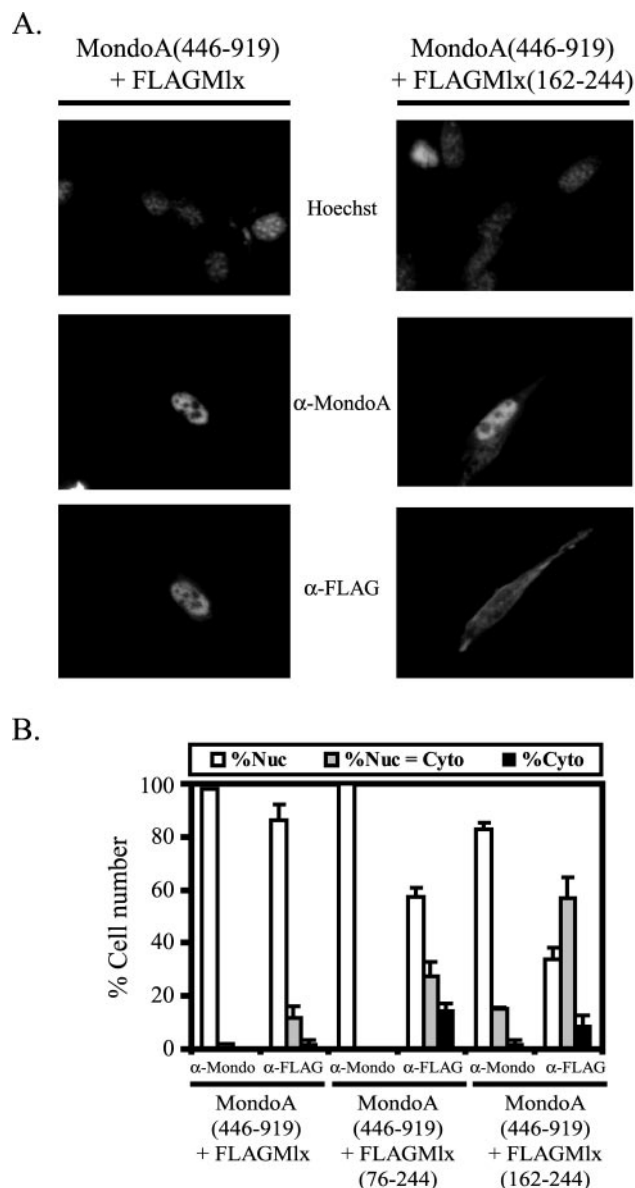 A.
MondoA(446-919)
+ FLAGMlx
MondoA(446-919)
+ FLAGMlx(162-244)
Hoechst
α-MondoA
α-FLAG
B.
%Nuc %Nuc = Cyto %Cyto
% Cell number
100
80
60
40
20
0
α-Mondo α-FLAG α-Mondo α-FLAG α-Mondo α-FLAG
MondoA
(446-919)
+ FLAGMlx
MondoA
(446-919)
+ FLAGMlx
(76-244)
MondoA
(446-919)
+ FLAGMlx
(162-244)